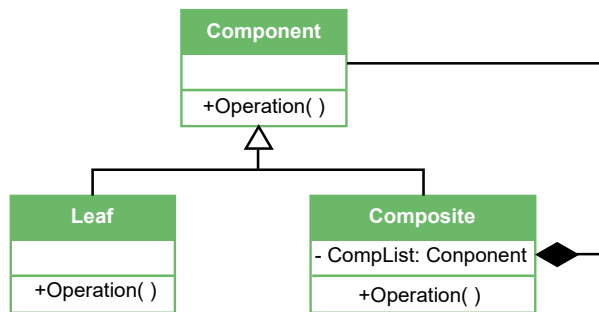 Component
+Operation( )
Leaf
+Operation( )
Composite
- CompList: Conponent
+Operation( )